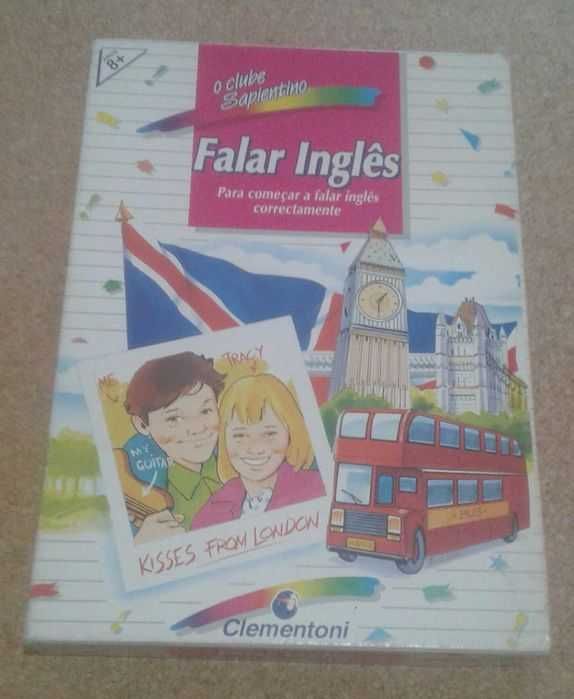 8+
O clube
Sapientino
Falar Inglês
Para começar a falar inglês
correctamente
ME
TRACY
MY
GUITAR
KISSES FROM LONDON
Clementoni